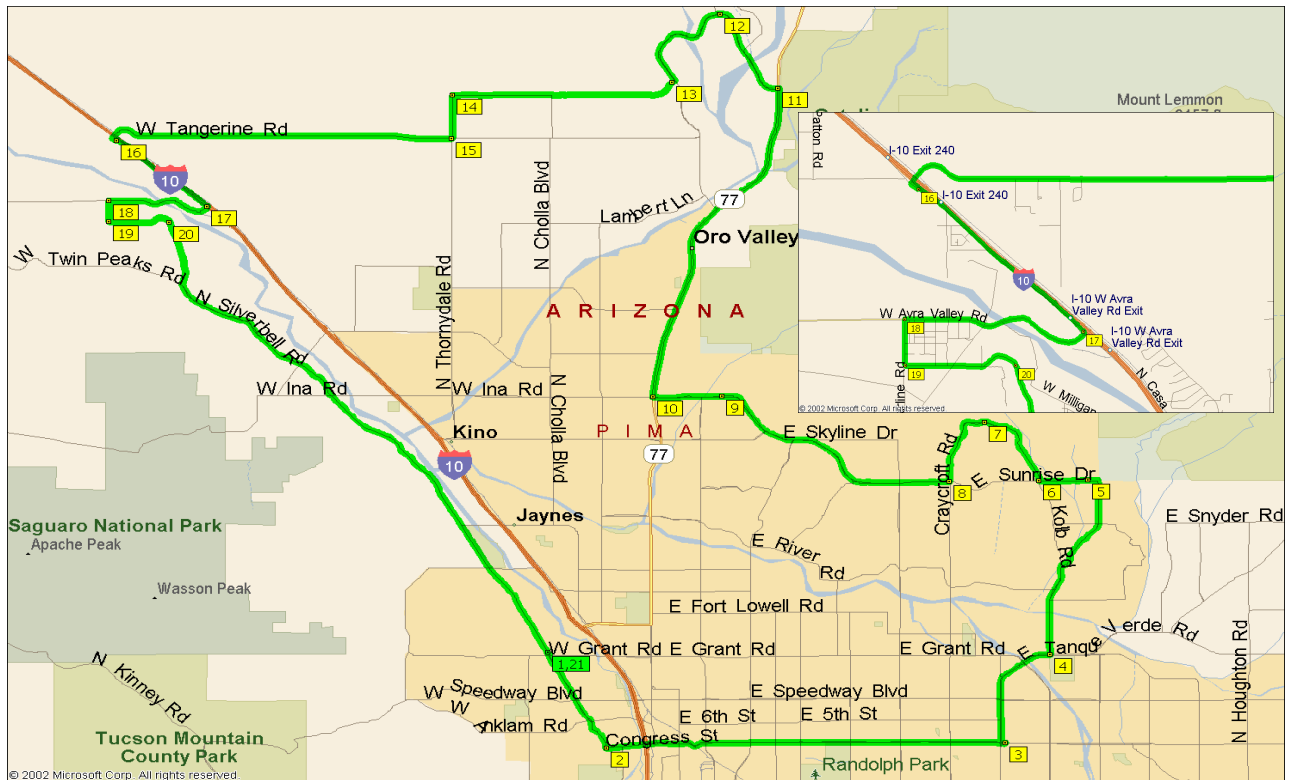 12
13
11
14
Mount Lemmon
W Tangerine Rd
15
16
10
77
N Cholla Blvd
Lambert Ln
17
18
19
20
Oro Valley
W Twin Peaks Rd
N Silverbell Rd
N Thornydale Rd
ARIZONA
W Ina Rd
W Ina Rd
N Cholla Blvd
10
9
PIMA
77
E Skyline Dr
Kino
10
Craycroft Rd
7
E Sunrise Dr
8
6
5
Kolb Rd
Saguaro National Park
Apache Peak
Jaynes
E Snyder Rd
E River Rd
Wasson Peak
E Fort Lowell Rd
W Grant Rd
E Grant Rd
E Grant Rd
E Tanque Verde Rd
N Houghton Rd
1,21
4
N Kinney Rd
W Speedway Blvd
E Speedway Blvd
W Anklam Rd
E 6th St
E 5th St
Congress St
2
3
Tucson Mountain
County Park
Randolph Park
© 2002 Microsoft Corp. All rights reserved.
I-10 Exit 240
16
I-10 Exit 240
10
I-10 W Avra
Valley Rd Exit
W Avra Valley Rd
18
17
I-10 W Avra
Valley Rd Exit
19
20
N Casa
W Milligan
© 2002 Microsoft Corp. All rights reserved